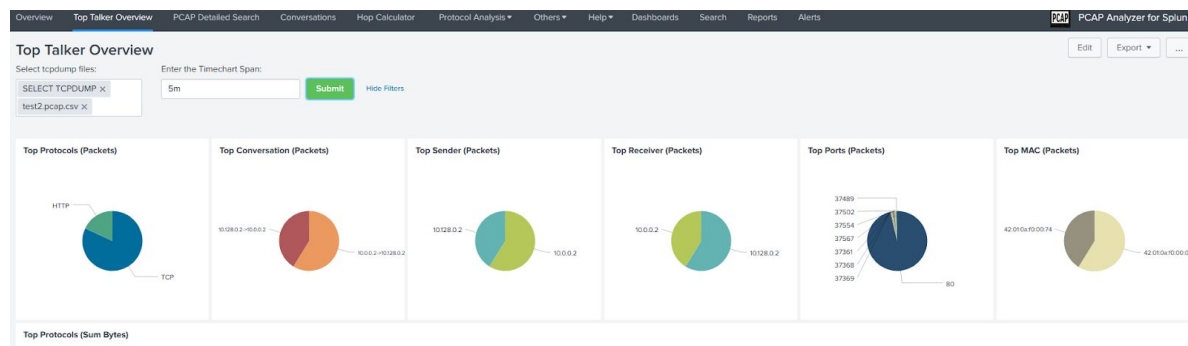 Overview Top Talker Overview PCAP Detailed Search Conversations Hop Calculator Protocol Analysis▾ Others▾ Help▾ Dashboards Search Reports Alerts PCAP PCAP Analyzer for Splun
Top Talker Overview
Edit Export ▾ ...
Select tcpdump files: Enter the Timechart Span:
SELECT TCPDUMP × 5m Submit Hide Filters
test2.pcap.csv ×
Top Protocols (Packets) Top Conversation (Packets) Top Sender (Packets) Top Receiver (Packets) Top Ports (Packets) Top MAC (Packets)
HTTP
TCP
10.128.0.2->10.0.0.2
10.0.0.2->10.128.0.2
10.128.0.2
10.0.0.2
10.0.0.2
10.128.0.2
37489
37502
37554
37567
37361
37368
37369
80
42:01:0a:f0:00:74
Top Protocols (Sum Bytes)